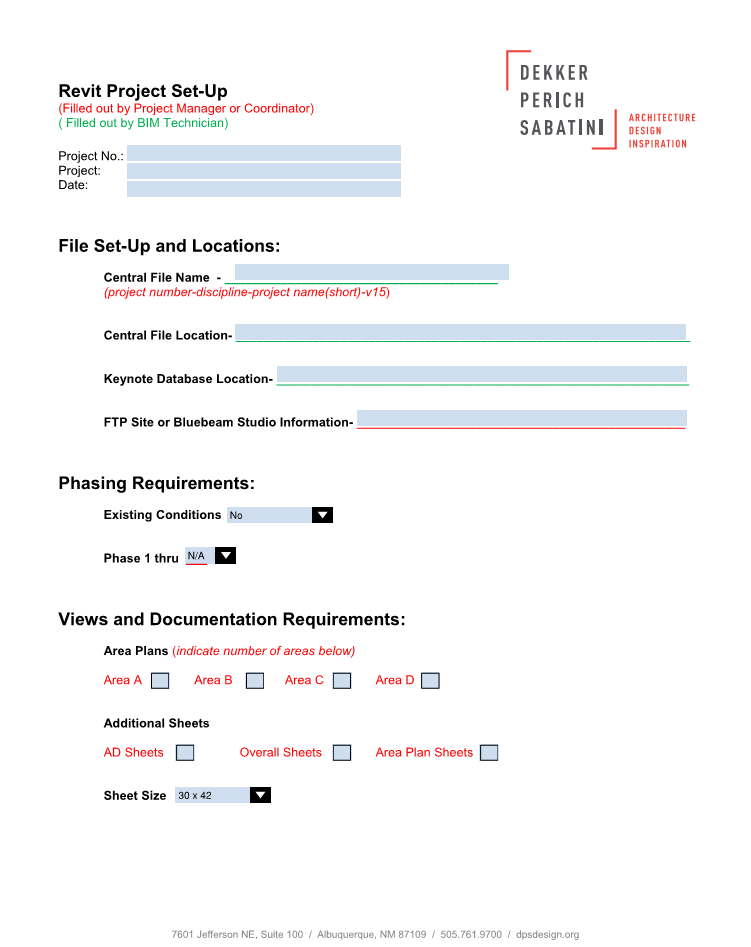 DEKKER
PERICH
SABATINI
ARCHITECTURE
DESIGN
INSPIRATION
Revit Project Set-Up
(Filled out by Project Manager or Coordinator)
( Filled out by BIM Technician)
Project No.:
Project:
Date:
File Set-Up and Locations:
Central File Name -
(project number-discipline-project name(short)-v15)
Central File Location-
Keynote Database Location-
FTP Site or Bluebeam Studio Information-
Phasing Requirements:
Existing Conditions No
Phase 1 thru N/A
Views and Documentation Requirements:
Area Plans (indicate number of areas below)
Area A Area B Area C Area D
Additional Sheets
AD Sheets Overall Sheets Area Plan Sheets
Sheet Size 30 x 42
7601 Jefferson NE, Suite 100 / Albuquerque, NM 87109 / 505.761.9700 / dpsdesign.org